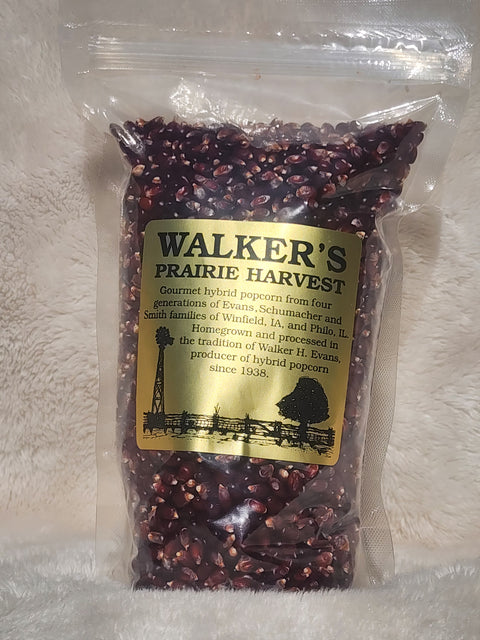 WALKER'S
PRAIRIE HARVEST
Gourmet hybrid popcorn from four
generations of Evans, Schumacher and
Smith families of Winfield, IA, and Philo, IL.
Homegrown and processed in
the tradition of Walker H. Evans,
producer of hybrid popcorn
since 1938.